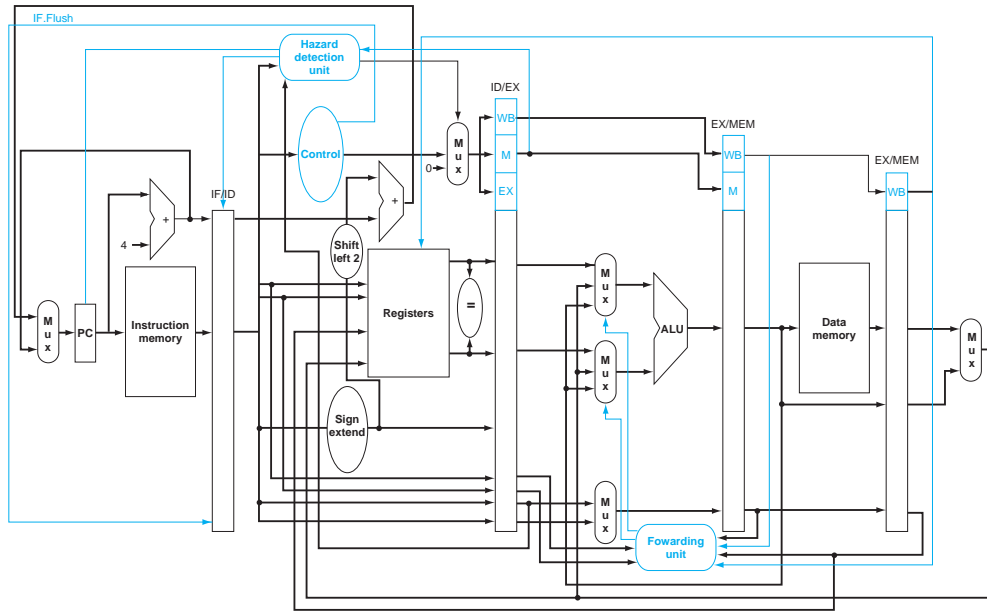 IF.Flush
Hazard
detection
unit
ID/EX
WB
EX/MEM
M
u
x
Control
0
M
WB
EX/MEM
EX
M
WB
IF/ID
+
+
4
Shift
left 2
M
u
x
PC
Instruction
memory
Registers
=
M
u
x
ALU
Data
memory
M
u
x
M
u
x
Sign
extend
M
u
x
Fowarding
unit